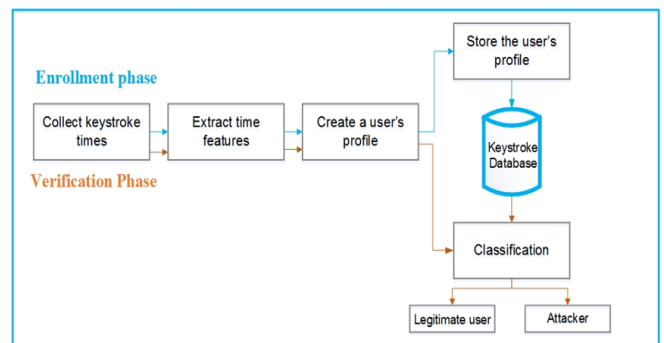 Store the user's
profile
Enrollment phase
Collect keystroke
times
Extract time
features
Create a user's
profile
Keystroke
Database
Verification Phase
Classification
Legitimate user
Attacker